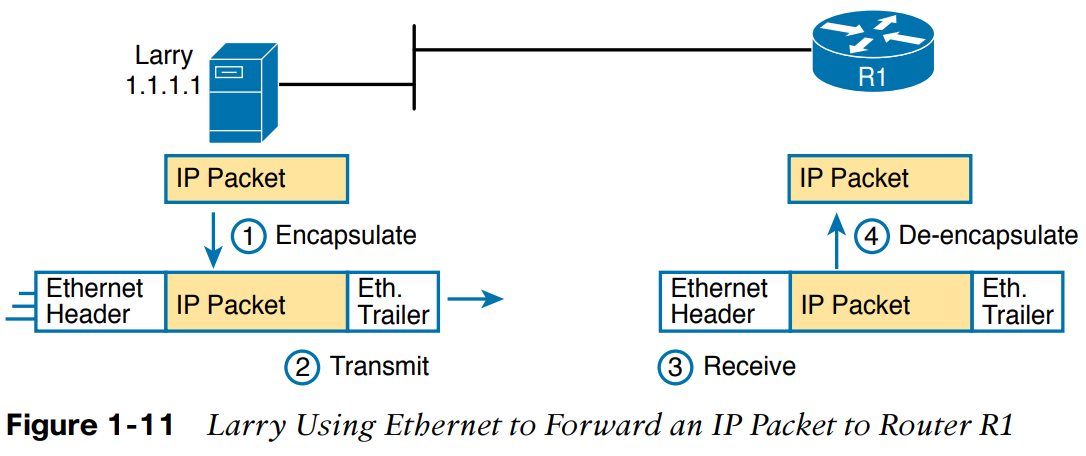 Larry
1.1.1.1
R1
IP Packet
IP Packet
1 Encapsulate
4 De-encapsulate
Ethernet
Header
IP Packet
Eth.
Trailer
Ethernet
Header
IP Packet
Eth.
Trailer
2 Transmit
3 Receive
Figure 1-11 Larry Using Ethernet to Forward an IP Packet to Router R1